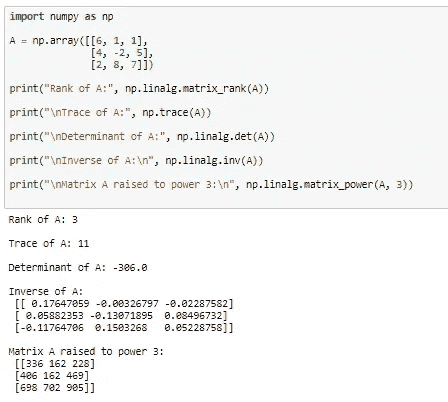 import numpy as np
A = np.array([[6, 1, 1],
[4, -2, 5],
[2, 8, 7]])
print("Rank of A:", np.linalg.matrix_rank(A))
print("\nTrace of A:", np.trace(A))
print("\nDeterminant of A:", np.linalg.det(A))
print("\nInverse of A:\n", np.linalg.inv(A))
print("\nMatrix A raised to power 3:\n", np.linalg.matrix_power(A, 3))
Rank of A: 3
Trace of A: 11
Determinant of A: -306.0
Inverse of A:
[[ 0.17647059 -0.00326797 -0.02287582]
[ 0.05882353 -0.13071895 0.08496732]
[-0.11764706 0.1503268 0.05228758]]
Matrix A raised to power 3:
[[336 162 228]
[406 162 469]
[698 702 905]]